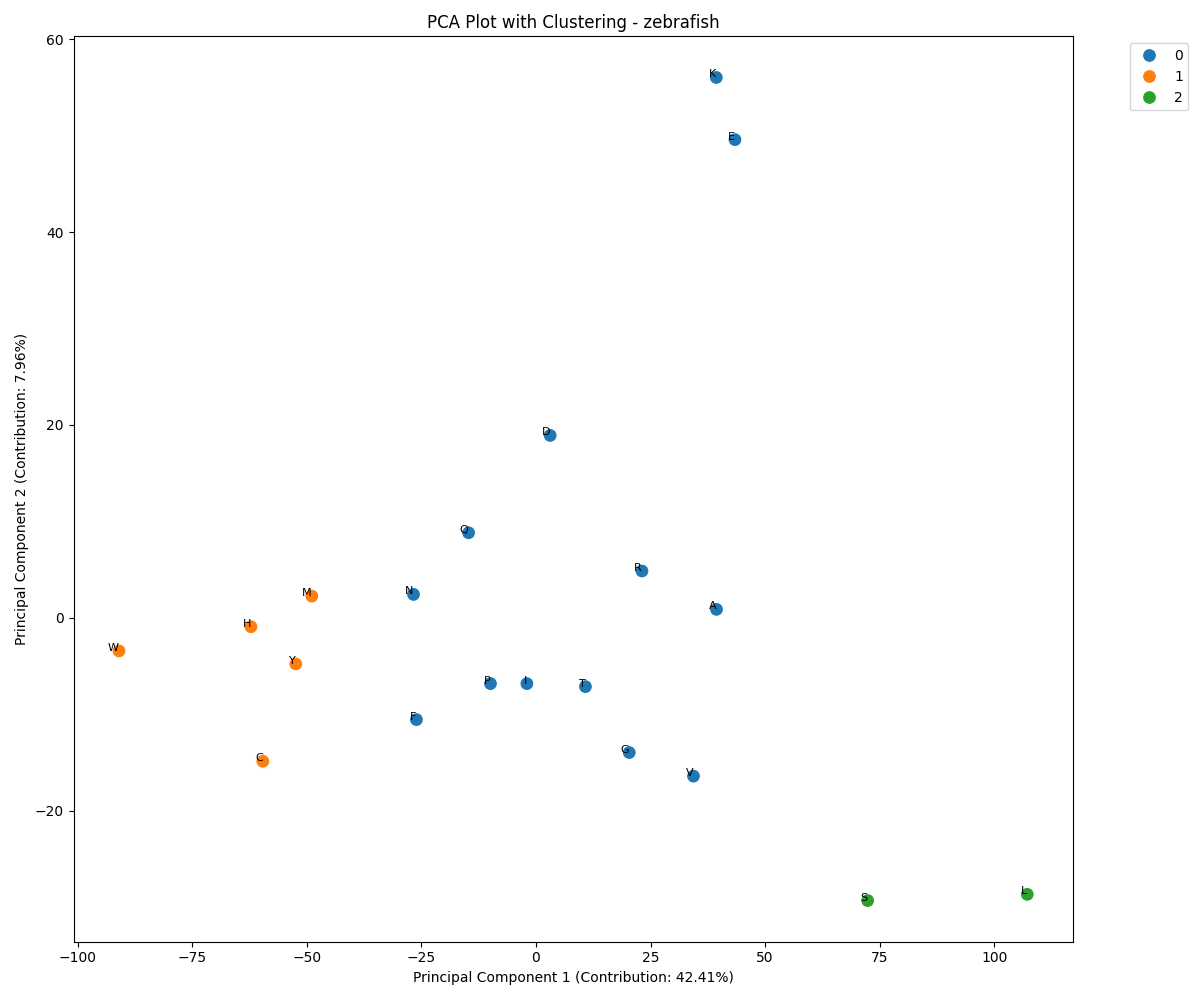 PCA Plot with Clustering - zebrafish
60
40
20
0
−20
−100
−75
−50
−25
0
25
50
75
100
Principal Component 2 (Contribution: 7.96%)
Principal Component 1 (Contribution: 42.41%)
0
1
2
K
E
D
Q
R
N
M
A
H
W
Y
P
I
T
F
G
C
V
S
L